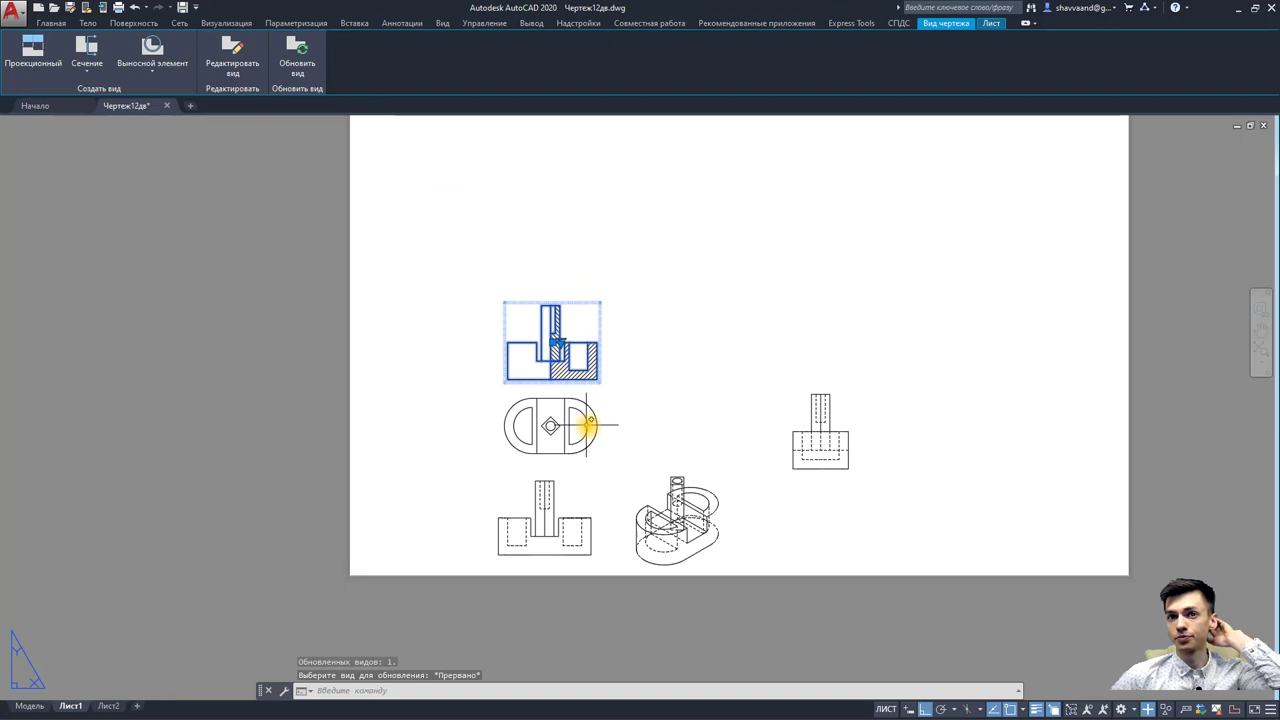 Autodesk AutoCAD 2020 Чертеж12дв.dwg
Введите ключевое слово/фразу
shavvaand@g...
Главная Тело Поверхность Сеть Визуализация Параметризация Вставка Аннотации Вид Управление Вывод Надстройки Совместная работа Рекомендованные приложения Express Tools СПДС Вид чертежа Лист
Проекционный Сечение Выносной элемент Редактировать вид Обновить вид
Создать вид Редактировать Обновить вид
Начало Чертеж12дв*
Обновленных видов: 1.
Выберите вид для обновления: *Прервано*
Введите команду
Y
X
Модель Лист1 Лист2 ЛИСТ